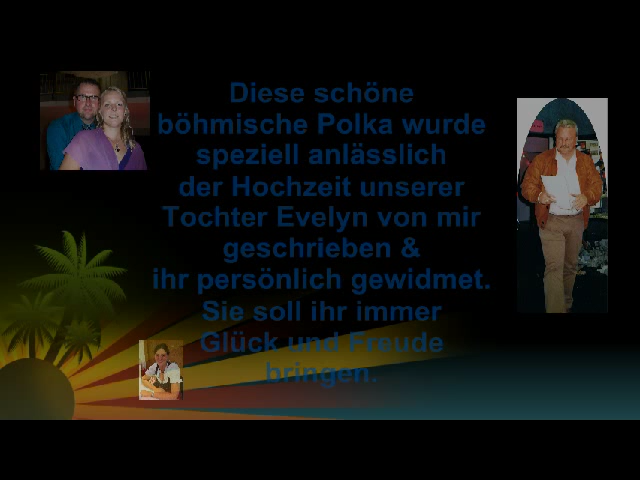 Diese schöne
böhmische Polka wurde
speziell anlässlich
der Hochzeit unserer
Tochter Evelyn von mir
geschrieben &
ihr persönlich gewidmet.
Sie soll ihr immer
Glück und Freude
bringen.